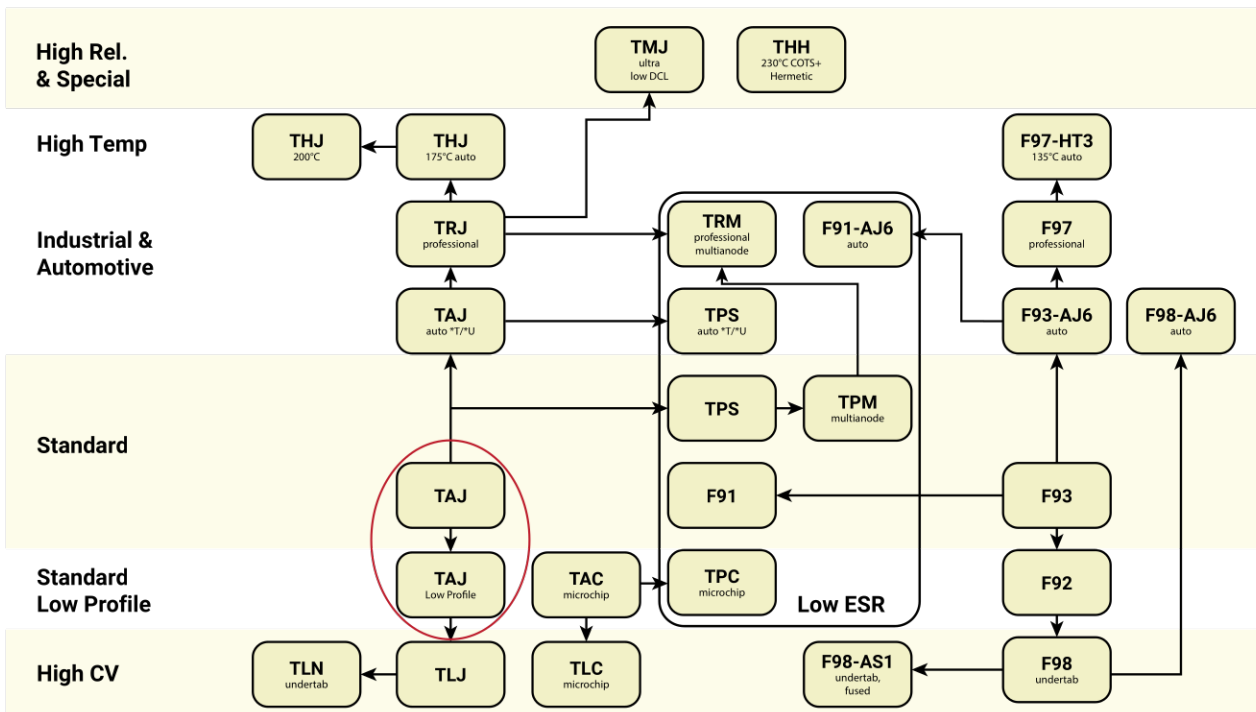 High Rel.
& Special
TMJ
ultra
low DCL
THH
230°C COTS+
Hermetic
High Temp
THJ
200°C
THJ
175°C auto
F97-HT3
135°C auto
Industrial &
Automotive
TRJ
professional
TRM
professional
multianode
F91-AJ6
auto
F97
professional
TAJ
auto *T/*U
TPS
auto *T/*U
F93-AJ6
auto
F98-AJ6
auto
Standard
TPS
TPM
multianode
TAJ
F91
F93
Standard
Low Profile
TAJ
Low Profile
TAC
microchip
TPC
microchip
Low ESR
F92
High CV
TLN
undertab
TLJ
TLC
microchip
F98-AS1
undertab,
fused
F98
undertab